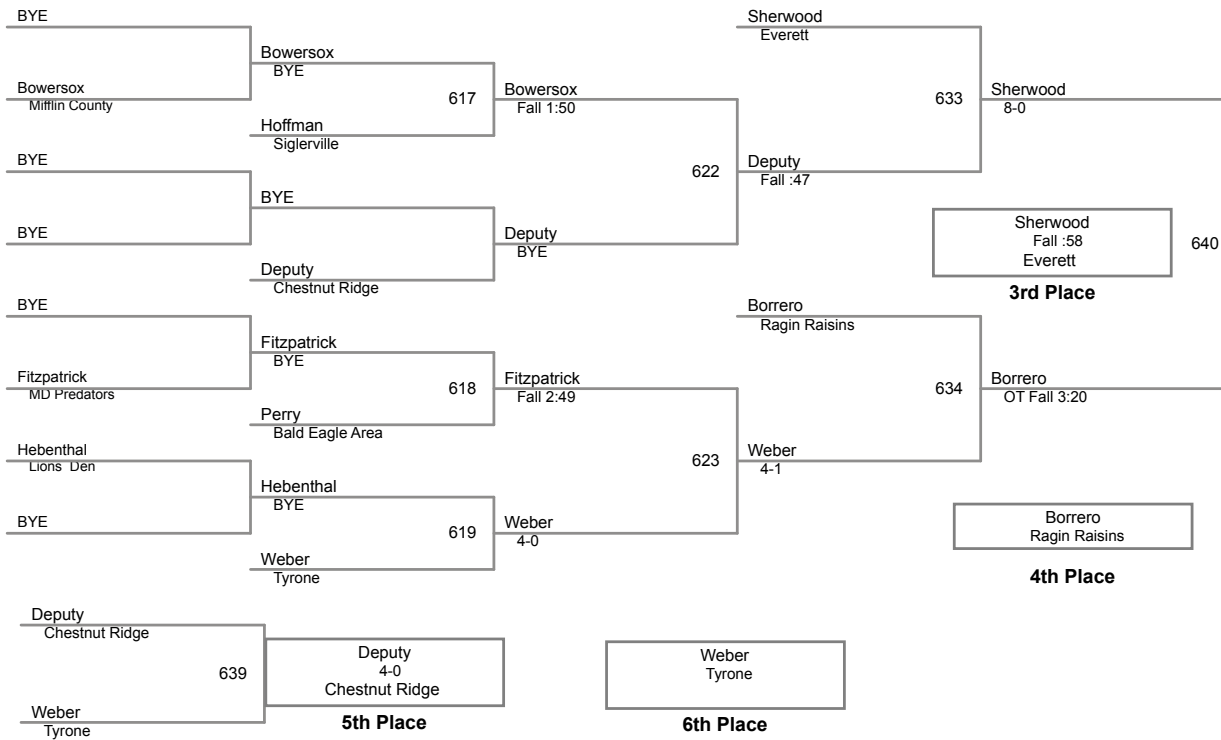 BYE
Bowersox
Mifflin County
BYE
BYE
BYE
Fitzpatrick
MD Predators
Hebenthal
Lions Den
BYE
Bowersox
BYE
617
Hoffman
Siglerville
BYE
Deputy
Chestnut Ridge
Fitzpatrick
BYE
618
Perry
Bald Eagle Area
Hebenthal
BYE
619
Weber
Tyrone
Bowersox
Fall 1:50
622
Deputy
BYE
Fitzpatrick
Fall 2:49
623
Weber
4-0
Sherwood
Everett
633
Deputy
Fall :47
Borrero
Ragin Raisins
634
Weber
4-1
Sherwood
8-0
Sherwood
Fall :58
Everett
640
3rd Place
Borrero
OT Fall 3:20
Borrero
Ragin Raisins
4th Place
Deputy
Chestnut Ridge
639
Weber
Tyrone
Deputy
4-0
Chestnut Ridge
5th Place
Weber
Tyrone
6th Place